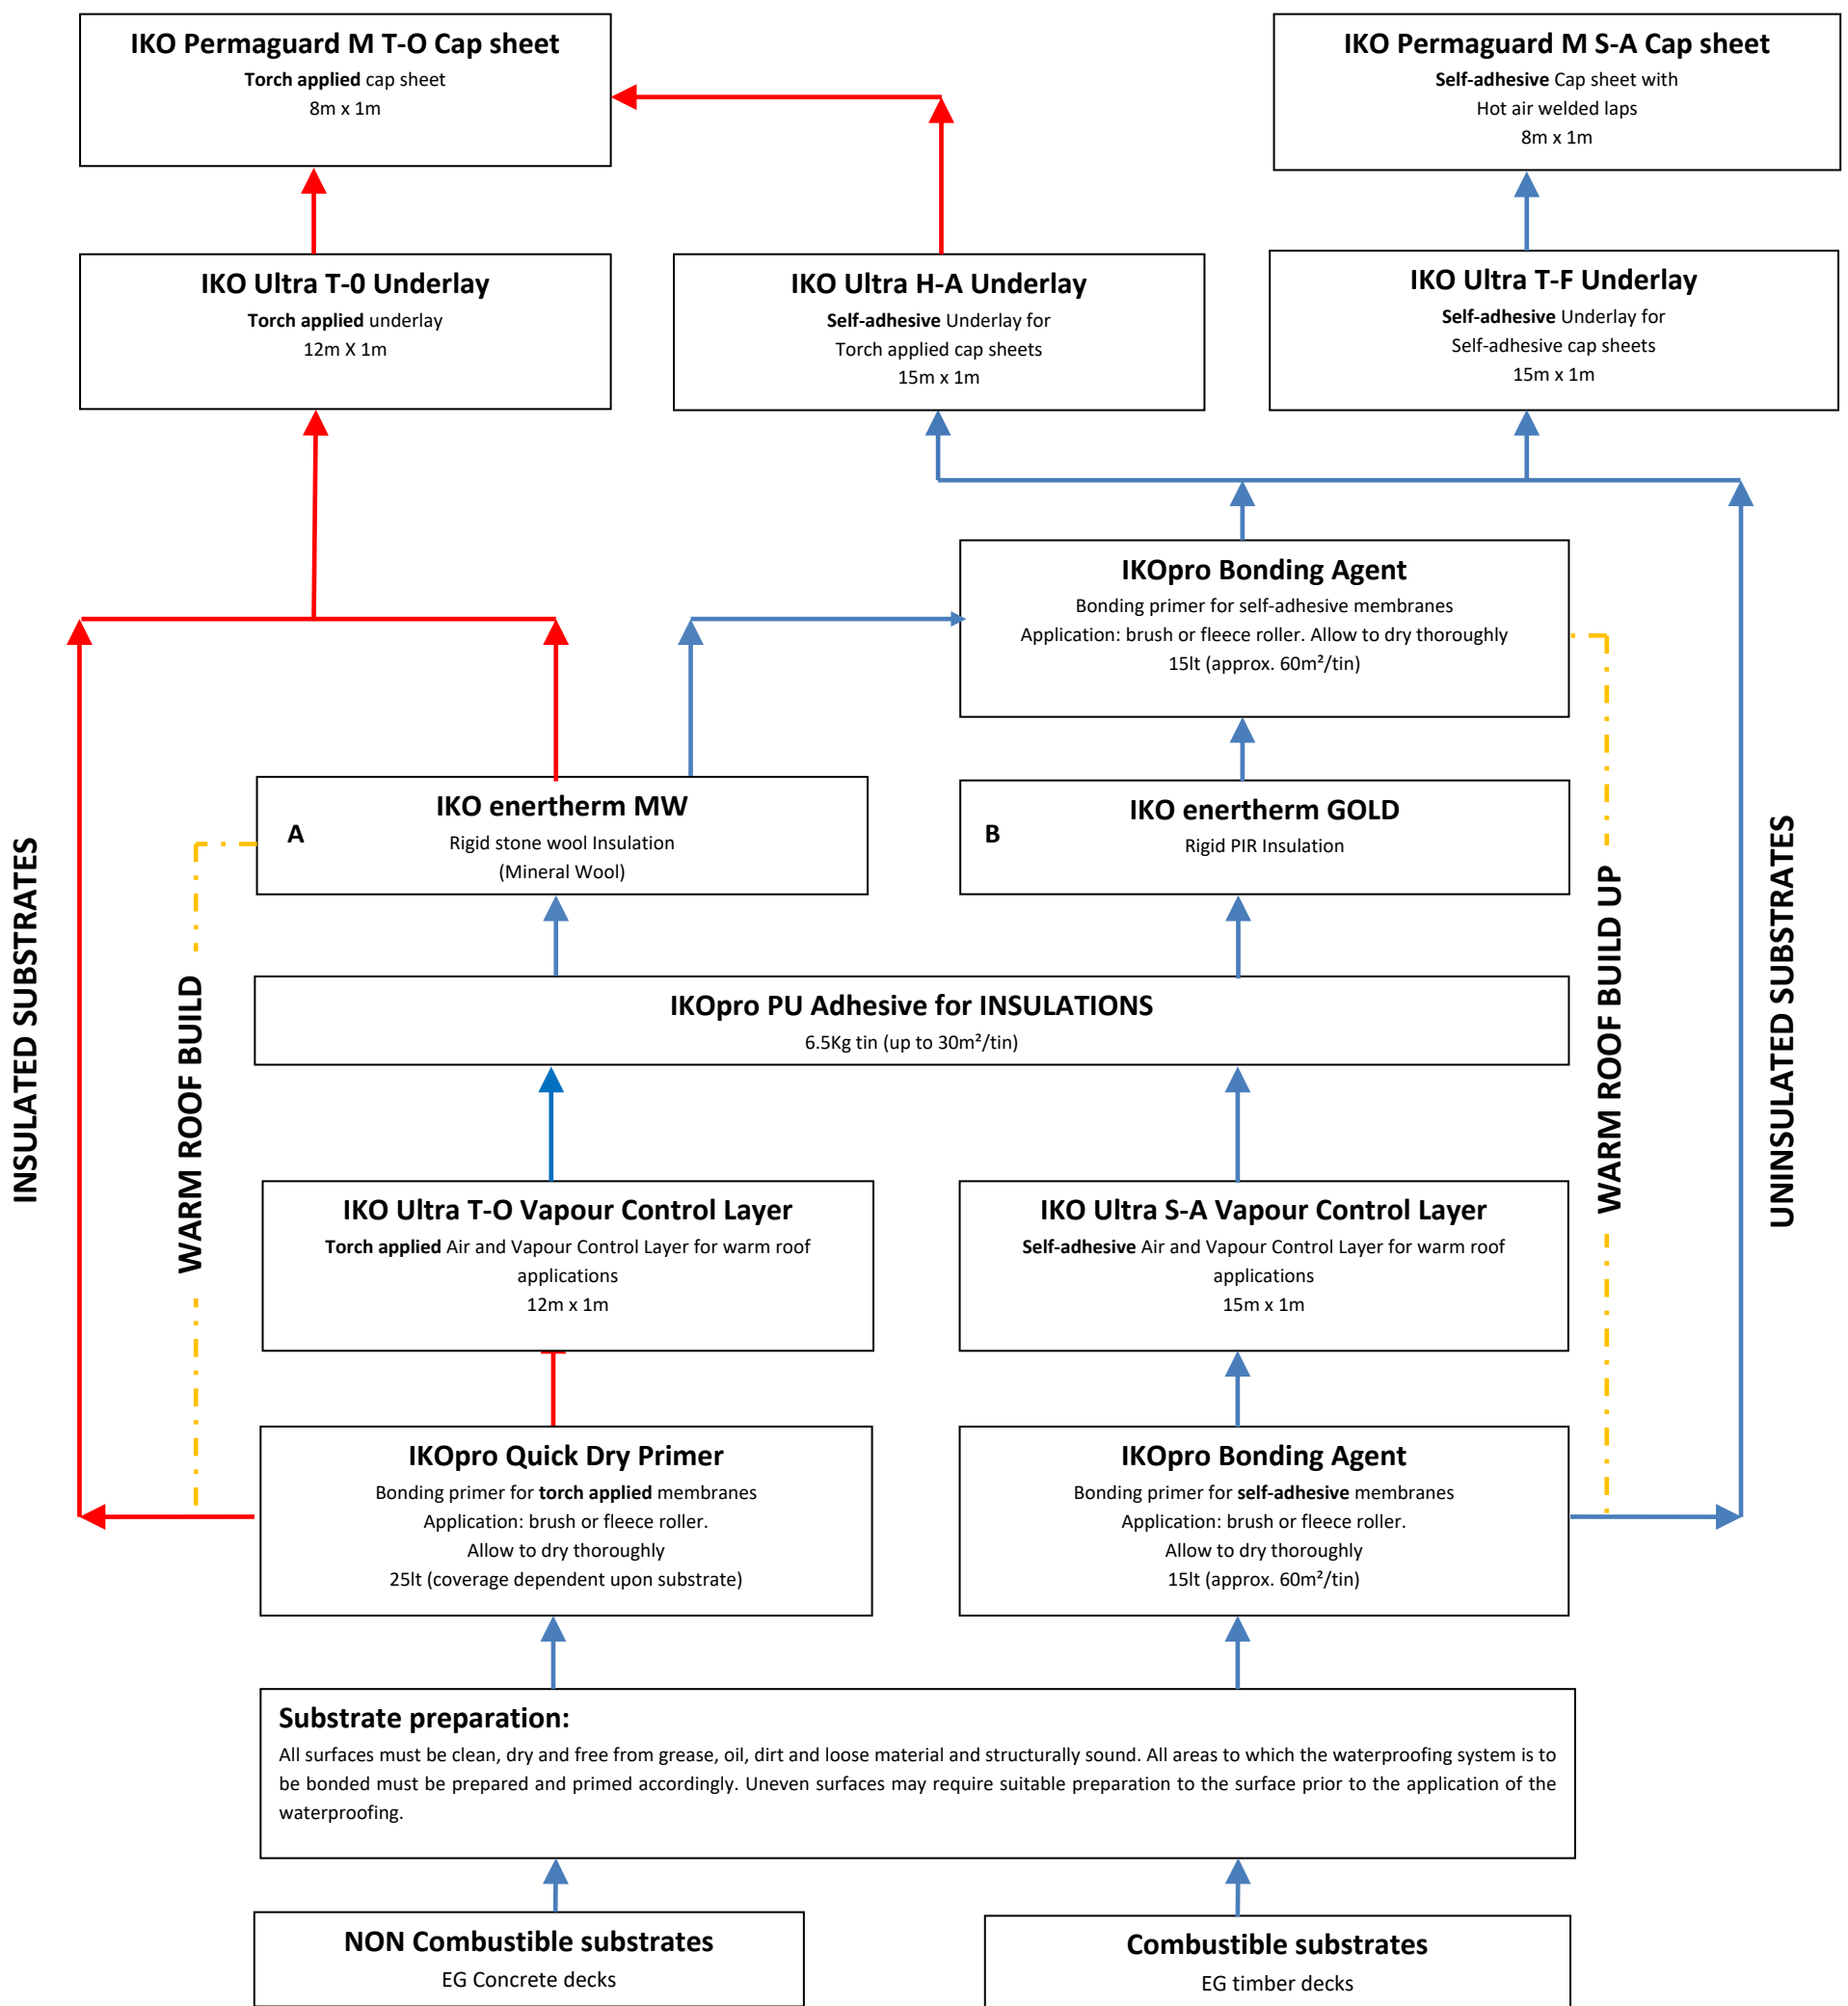 IKO Permaguard M T-O Cap sheet
Torch applied cap sheet
8m x 1m
IKO Permaguard M S-A Cap sheet
Self-adhesive Cap sheet with
Hot air welded laps
8m x 1m
IKO Ultra T-0 Underlay
Torch applied underlay
12m X 1m
IKO Ultra H-A Underlay
Self-adhesive Underlay for
Torch applied cap sheets
15m x 1m
IKO Ultra T-F Underlay
Self-adhesive Underlay for
Self-adhesive cap sheets
15m x 1m
IKOpro Bonding Agent
Bonding primer for self-adhesive membranes
Application: brush or fleece roller. Allow to dry thoroughly
15lt (approx. 60m²/tin)
A
IKO enertherm MW
Rigid stone wool Insulation
(Mineral Wool)
B
IKO enertherm GOLD
Rigid PIR Insulation
INSULATED SUBSTRATES
WARM ROOF BUILD
WARM ROOF BUILD UP
UNINSULATED SUBSTRATES
IKOpro PU Adhesive for INSULATIONS
6.5Kg tin (up to 30m²/tin)
IKO Ultra T-O Vapour Control Layer
Torch applied Air and Vapour Control Layer for warm roof
applications
12m x 1m
IKO Ultra S-A Vapour Control Layer
Self-adhesive Air and Vapour Control Layer for warm roof
applications
15m x 1m
IKOpro Quick Dry Primer
Bonding primer for torch applied membranes
Application: brush or fleece roller.
Allow to dry thoroughly
25lt (coverage dependent upon substrate)
IKOpro Bonding Agent
Bonding primer for self-adhesive membranes
Application: brush or fleece roller.
Allow to dry thoroughly
15lt (approx. 60m²/tin)
Substrate preparation:
All surfaces must be clean, dry and free from grease, oil, dirt and loose material and structurally sound. All areas to which the waterproofing system is to
be bonded must be prepared and primed accordingly. Uneven surfaces may require suitable preparation to the surface prior to the application of the
waterproofing.
NON Combustible substrates
EG Concrete decks
Combustible substrates
EG timber decks